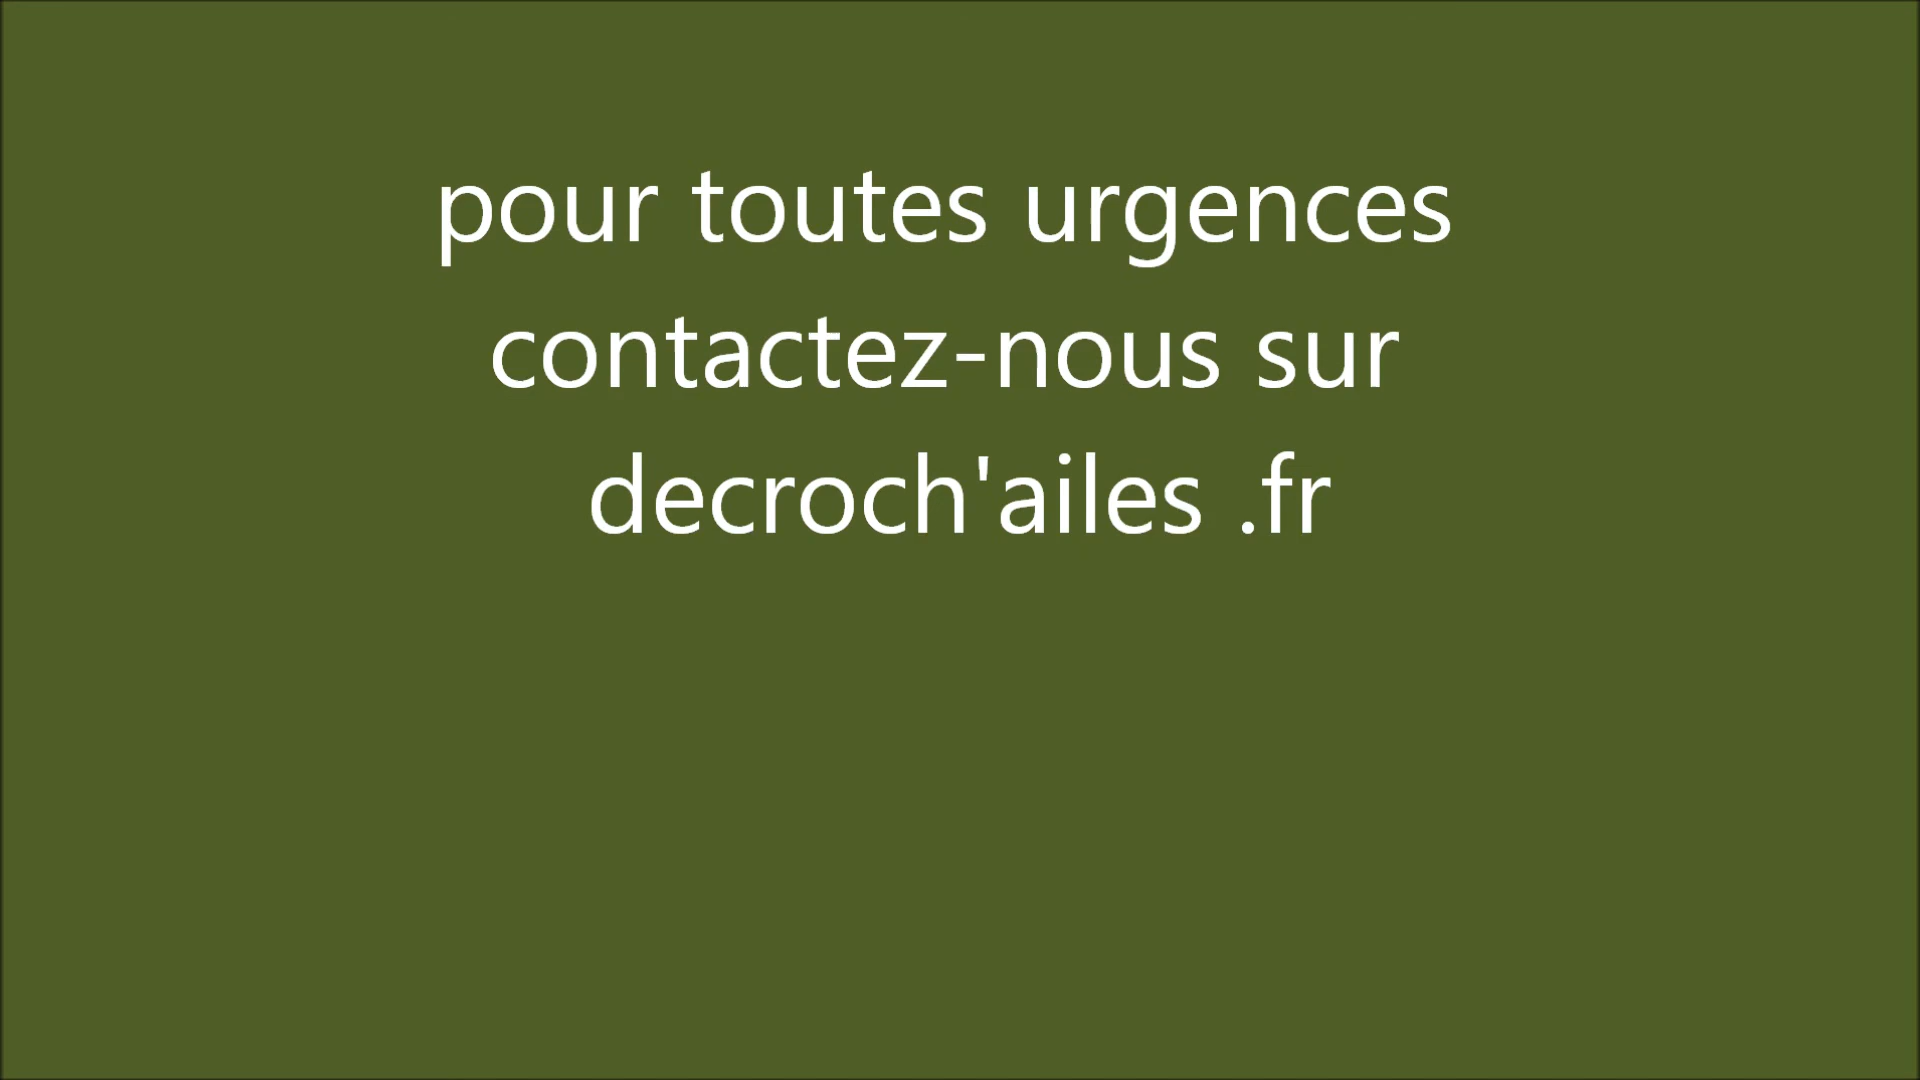 pour toutes urgences
contactez-nous sur
decroch'ailes .fr